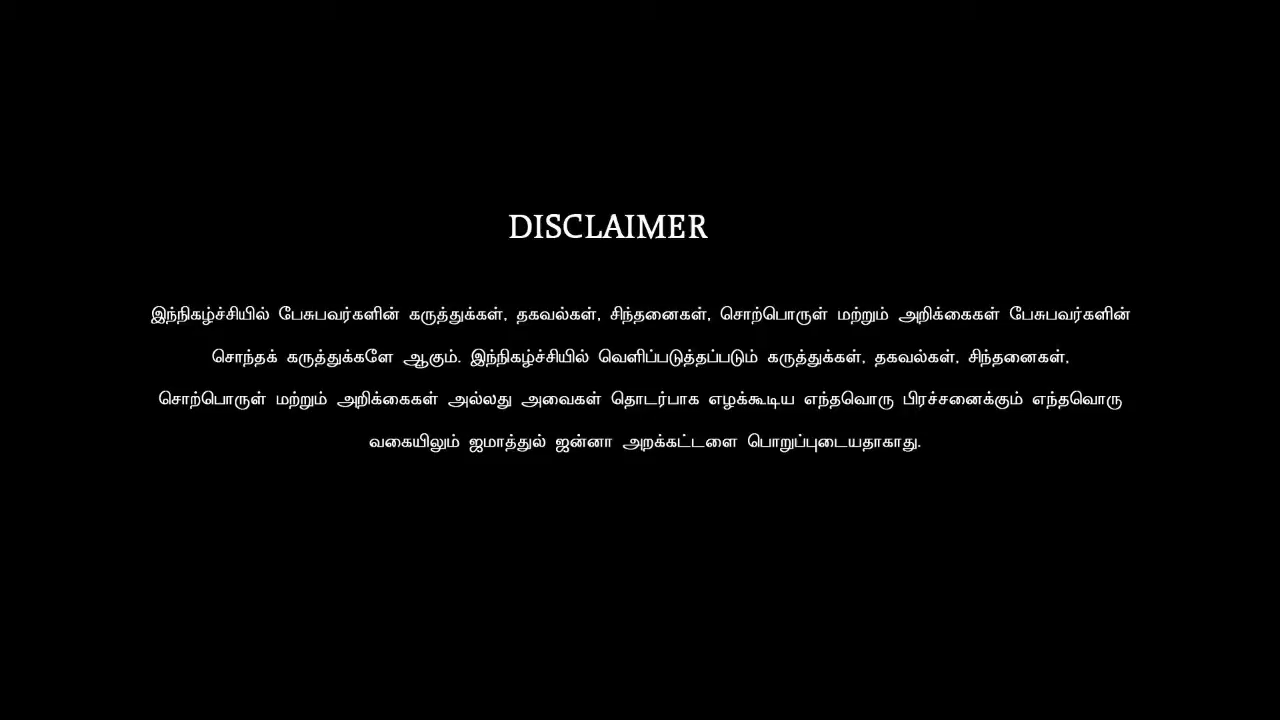 DISCLAIMER
இந்நிகழ்ச்சியில் பேசுபவர்களின் கருத்துக்கள், தகவல்கள், சிந்தனைகள், சொற்பொருள் மற்றும் அறிக்கைகள் பேசுபவர்களின்
சொந்தக் கருத்துக்களே ஆகும். இந்நிகழ்ச்சியில் வெளிப்படுத்தப்படும் கருத்துக்கள், தகவல்கள், சிந்தனைகள்,
சொற்பொருள் மற்றும் அறிக்கைகள் அல்லது அவைகள் தொடர்பாக எழக்கூடிய எந்தவொரு பிரச்சனைக்கும் எந்தவொரு
வகையிலும் ஜமாத்துல் ஜன்னா அறக்கட்டளை பொறுப்புடையதாகாது.